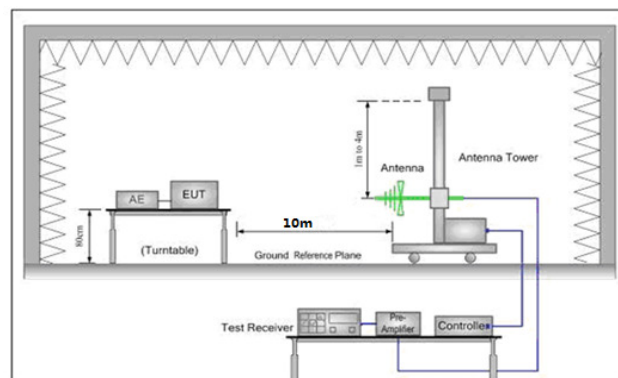 1m to 4m
Antenna
Antenna Tower
AE
EUT
80cm
10m
(Turntable)
Ground Reference Plane
Test Receiver
Pre-
Amplifier
Controller